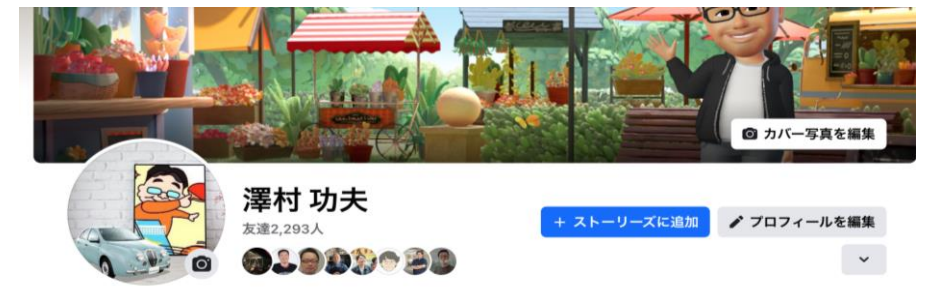 カバー写真を編集
澤村 功夫
友達2,293人
+ ストーリーズに追加
プロフィールを編集